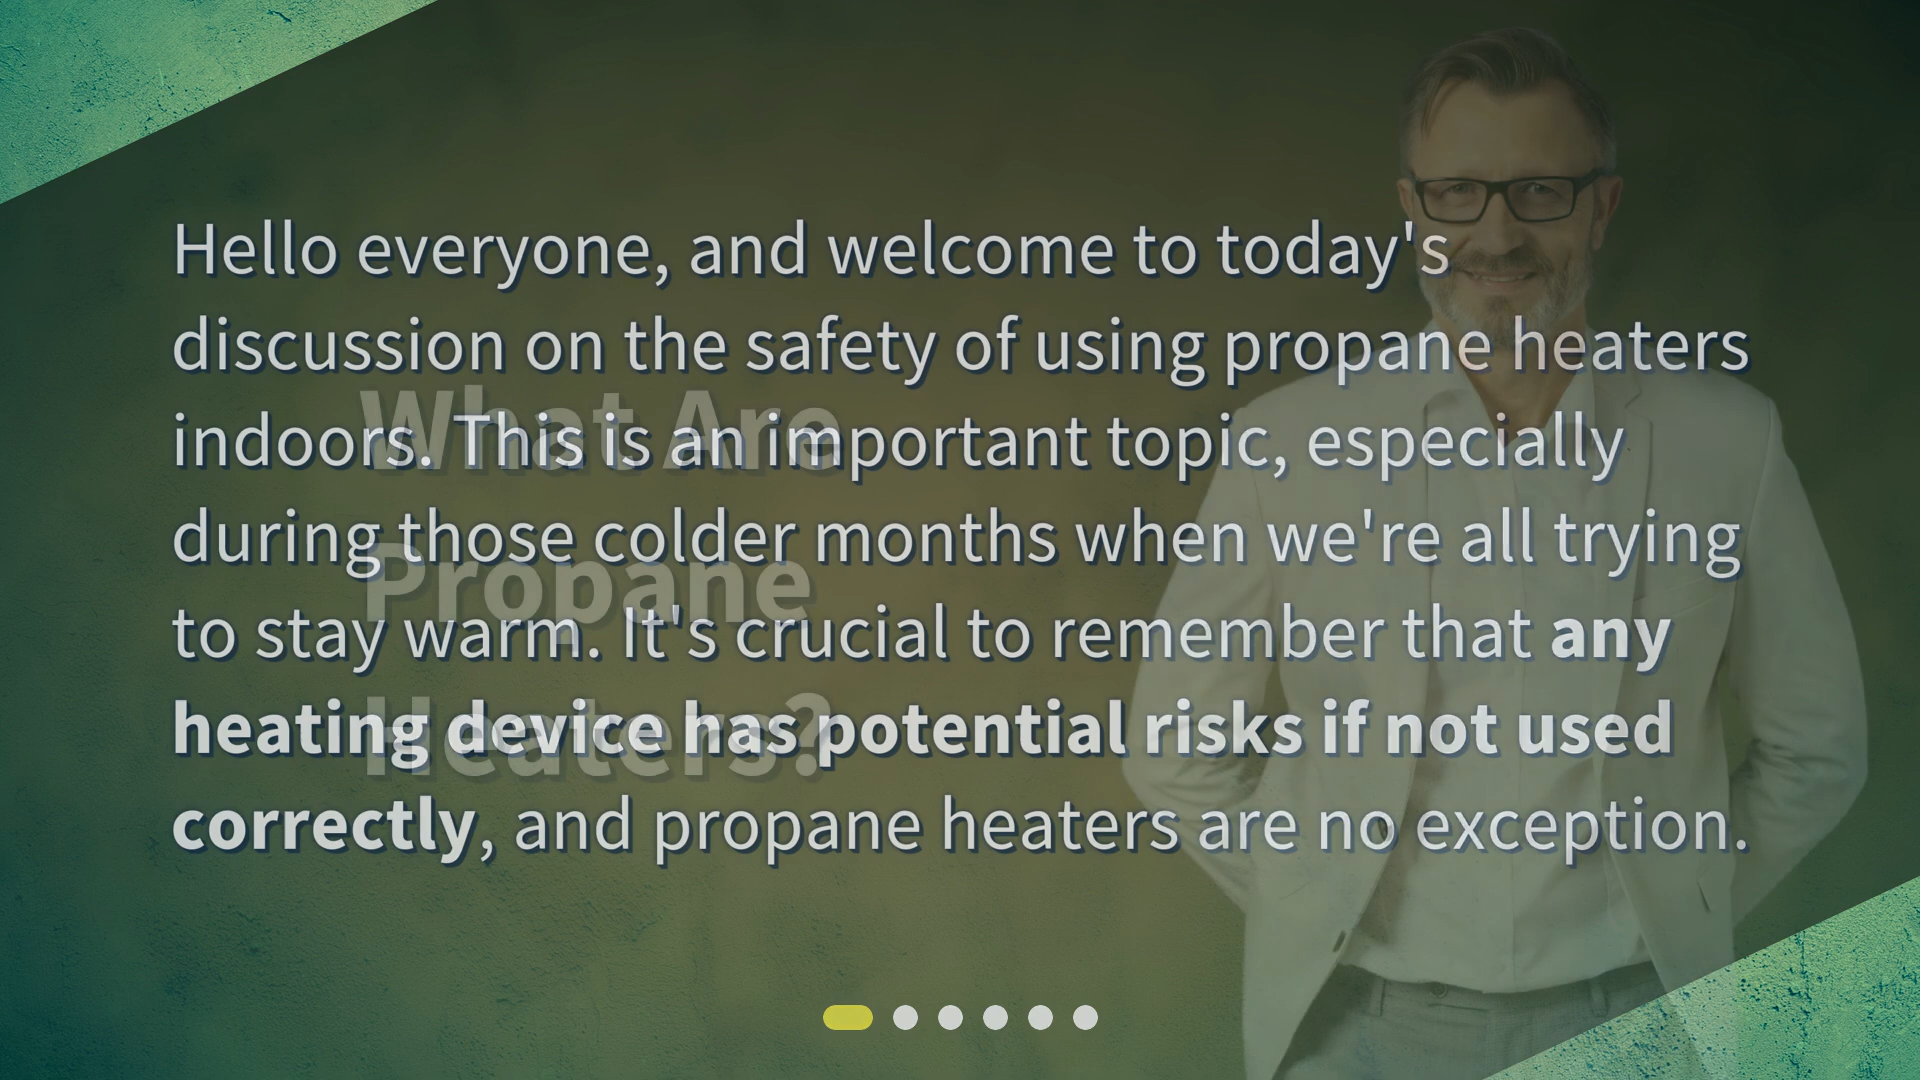 Hello everyone, and welcome to today's
discussion on the safety of using propane heaters
indoors. This is an important topic, especially
during those colder months when we're all trying
to stay warm. It's crucial to remember that any
heating device has potential risks if not used
correctly, and propane heaters are no exception.
What Are
Propane
Heaters?